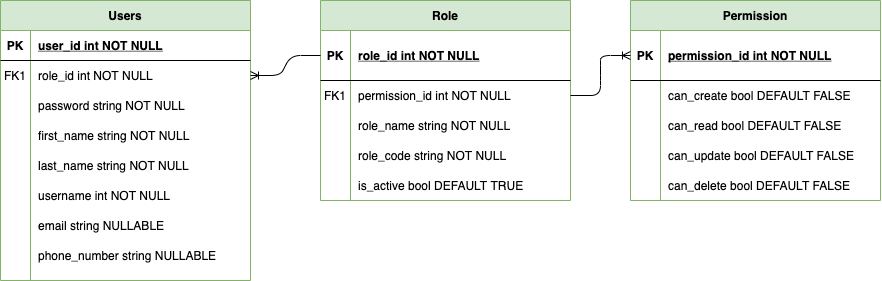 Users
PK user_id int NOT NULL
FK1 role_id int NOT NULL
password string NOT NULL
first_name string NOT NULL
last_name string NOT NULL
username int NOT NULL
email string NULLABLE
phone_number string NULLABLE
Role
PK role_id int NOT NULL
FK1 permission_id int NOT NULL
role_name string NOT NULL
role_code string NOT NULL
is_active bool DEFAULT TRUE
Permission
PK permission_id int NOT NULL
can_create bool DEFAULT FALSE
can_read bool DEFAULT FALSE
can_update bool DEFAULT FALSE
can_delete bool DEFAULT FALSE